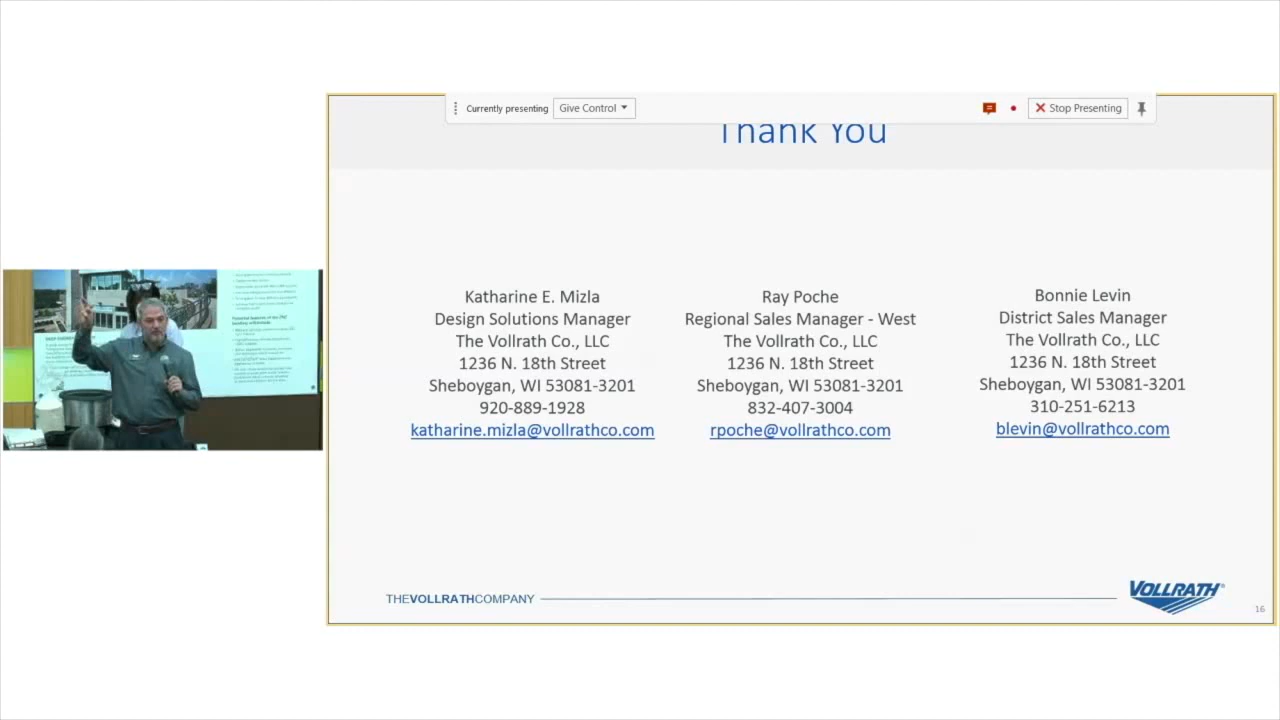 Currently presenting
Give Control
Stop Presenting
Thank You
Katharine E. Mizla
Design Solutions Manager
The Vollrath Co., LLC
1236 N. 18th Street
Sheboygan, WI 53081-3201
920-889-1928
katharine.mizla@vollrathco.com
Ray Poche
Regional Sales Manager - West
The Vollrath Co., LLC
1236 N. 18th Street
Sheboygan, WI 53081-3201
832-407-3004
rpoche@vollrathco.com
Bonnie Levin
District Sales Manager
The Vollrath Co., LLC
1236 N. 18th Street
Sheboygan, WI 53081-3201
310-251-6213
blevin@vollrathco.com
THEVOLLRATHCOMPANY
VOLLRATH®
16